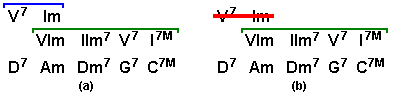 V⁷ Im V⁷ Im
VIm IIm⁷ V⁷ I⁷ᴹ VIm IIm⁷ V⁷ I⁷ᴹ
D⁷ Am Dm⁷ G⁷ C⁷ᴹ D⁷ Am Dm⁷ G⁷ C⁷ᴹ
(a) (b)